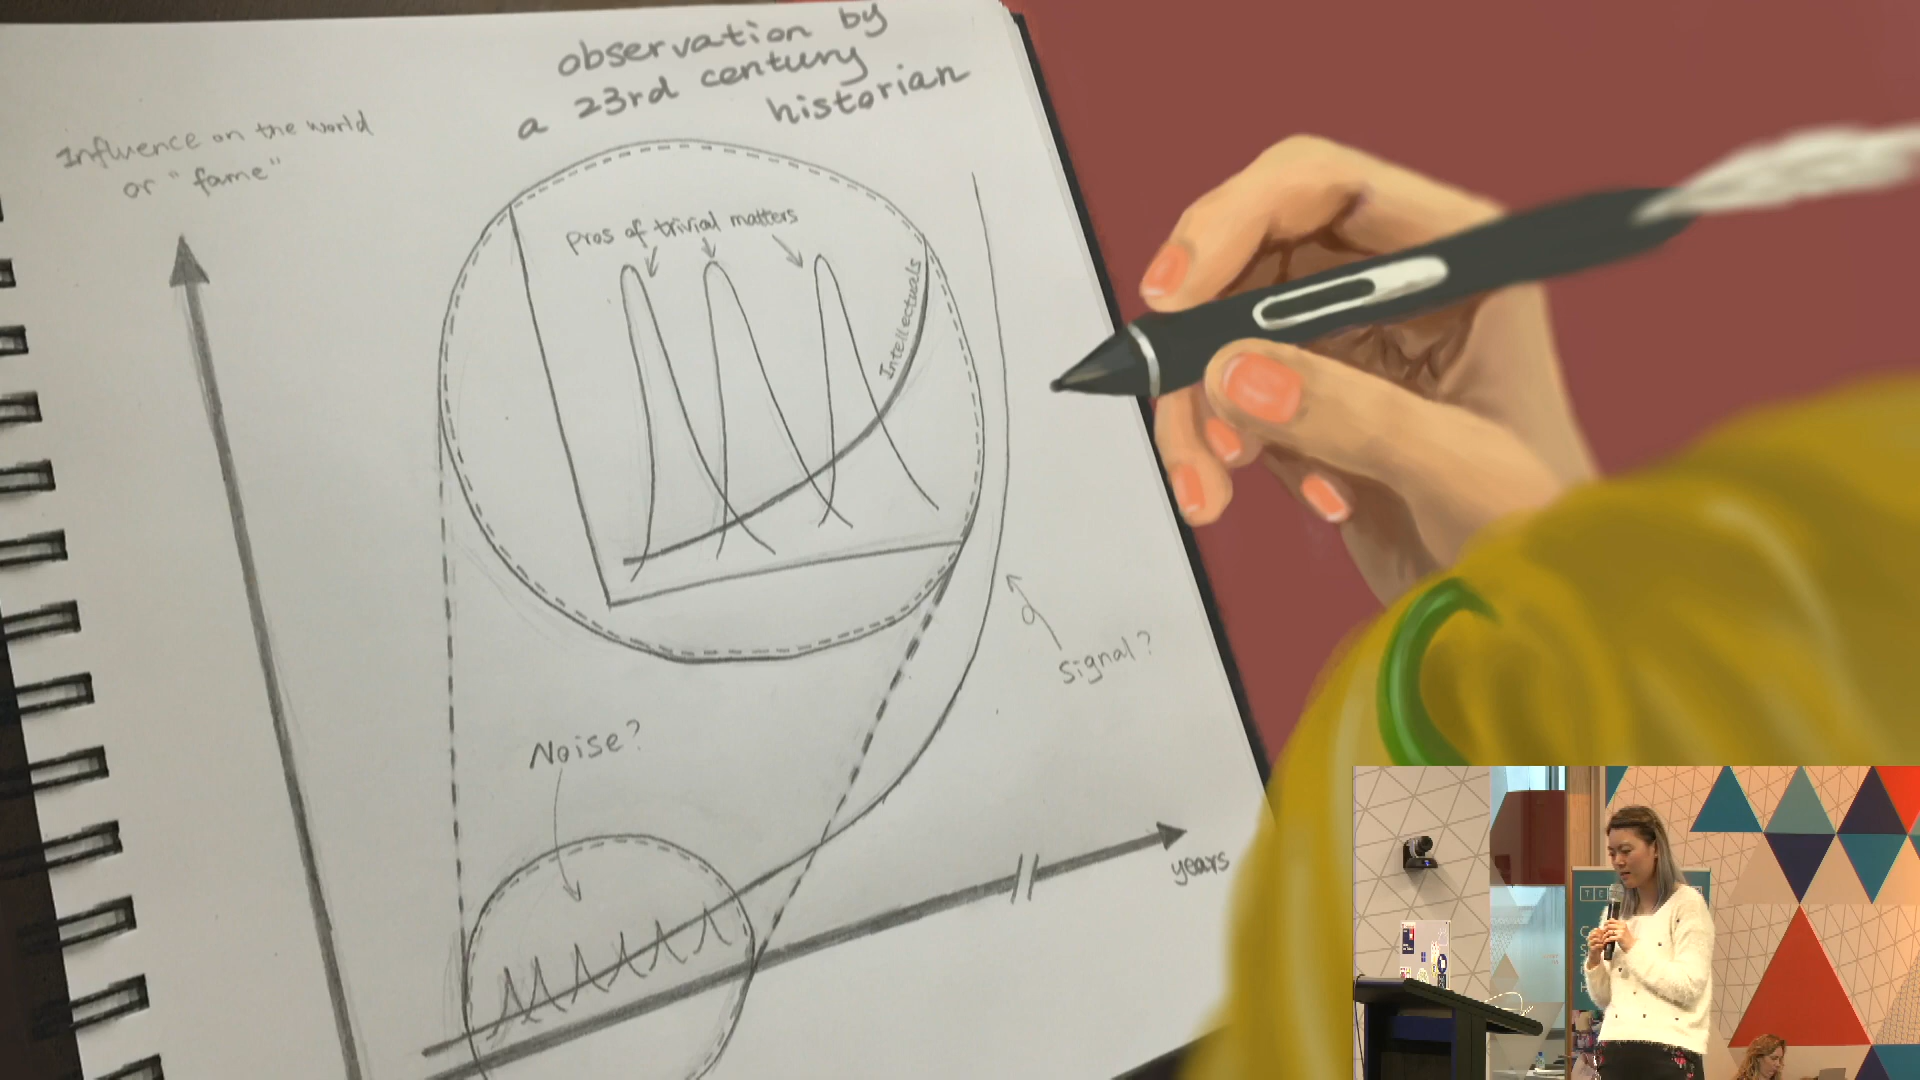 observation by
a 23rd century
historian
Influence on the world
or "fame"
Pros of trivial matters
Intellectuals
Signal?
Noise?
years